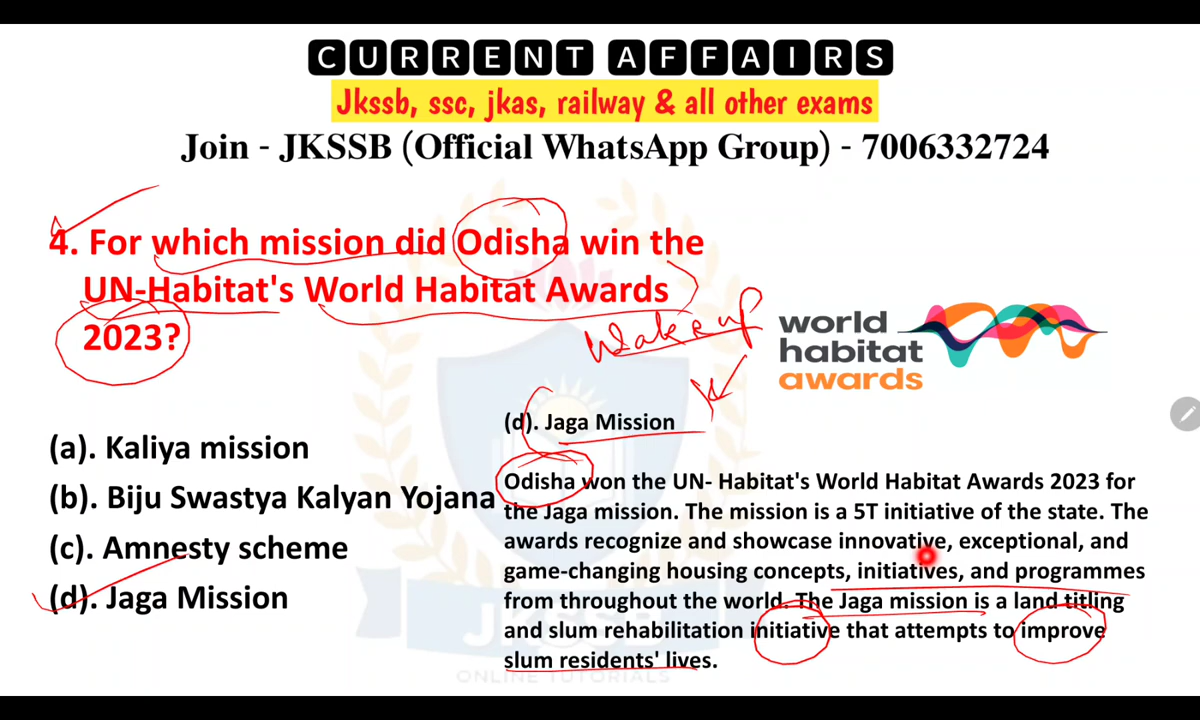 CURRENT AFFAIRS
Jkssb, ssc, jkas, railway & all other exams
Join - JKSSB (Official WhatsApp Group) - 7006332724
4. For which mission did Odisha win the
UN-Habitat's World Habitat Awards
2023?
Wakeup
world
habitat
awards
(a). Kaliya mission
(b). Biju Swastya Kalyan Yojana
(c). Amnesty scheme
(d). Jaga Mission
(d). Jaga Mission
Odisha won the UN- Habitat's World Habitat Awards 2023 for
the Jaga mission. The mission is a 5T initiative of the state. The
awards recognize and showcase innovative, exceptional, and
game-changing housing concepts, initiatives, and programmes
from throughout the world. The Jaga mission is a land titling
and slum rehabilitation initiative that attempts to improve
slum residents' lives.
JKSSB
ONLINE TUTORIALS